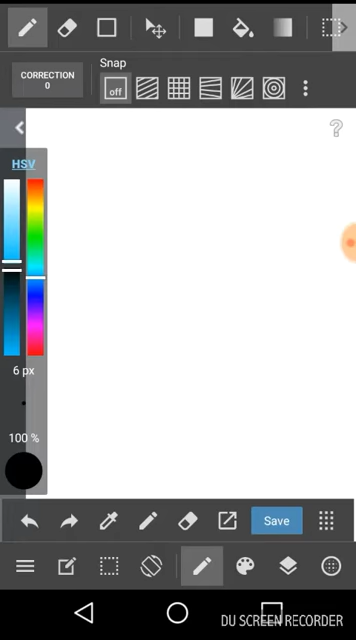 Snap
CORRECTION
0
off
?
HSV
6 px
100 %
Save
DU SCREEN RECORDER